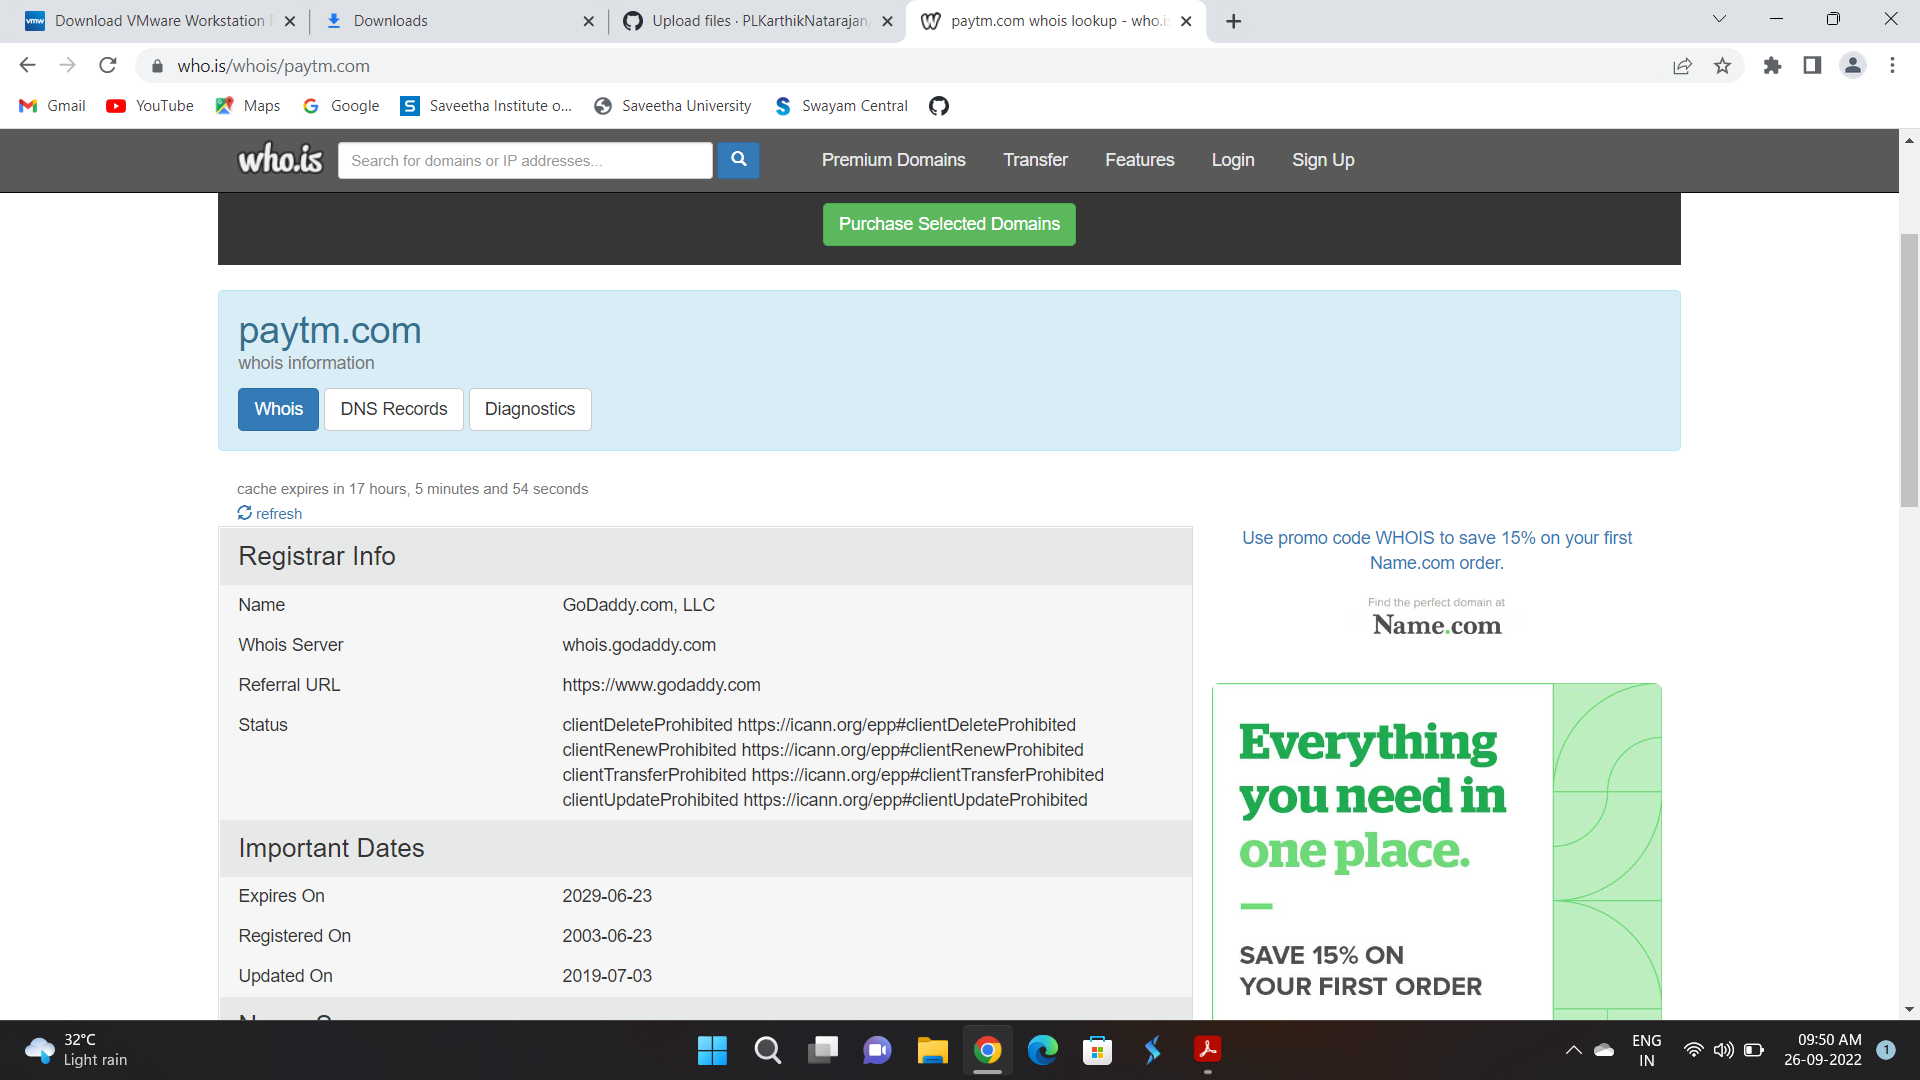 Download VMware Workstation
Downloads
Upload files · PLKarthikNatarajan
paytm.com whois lookup - who.is
who.is/whois/paytm.com
Gmail
YouTube
Maps
Google
Saveetha Institute o...
Saveetha University
Swayam Central
who.is
Search for domains or IP addresses...
Premium Domains
Transfer
Features
Login
Sign Up
Purchase Selected Domains
paytm.com
whois information
Whois
DNS Records
Diagnostics
cache expires in 17 hours, 5 minutes and 54 seconds
refresh
Registrar Info
Name GoDaddy.com, LLC
Whois Server whois.godaddy.com
Referral URL https://www.godaddy.com
Status clientDeleteProhibited https://icann.org/epp#clientDeleteProhibited
clientRenewProhibited https://icann.org/epp#clientRenewProhibited
clientTransferProhibited https://icann.org/epp#clientTransferProhibited
clientUpdateProhibited https://icann.org/epp#clientUpdateProhibited
Important Dates
Expires On 2029-06-23
Registered On 2003-06-23
Updated On 2019-07-03
Use promo code WHOIS to save 15% on your first
Name.com order.
Find the perfect domain at
Name.com
Everything
you need in
one place.
SAVE 15% ON
YOUR FIRST ORDER
32°C
Light rain
ENG
IN
09:50 AM
26-09-2022
1